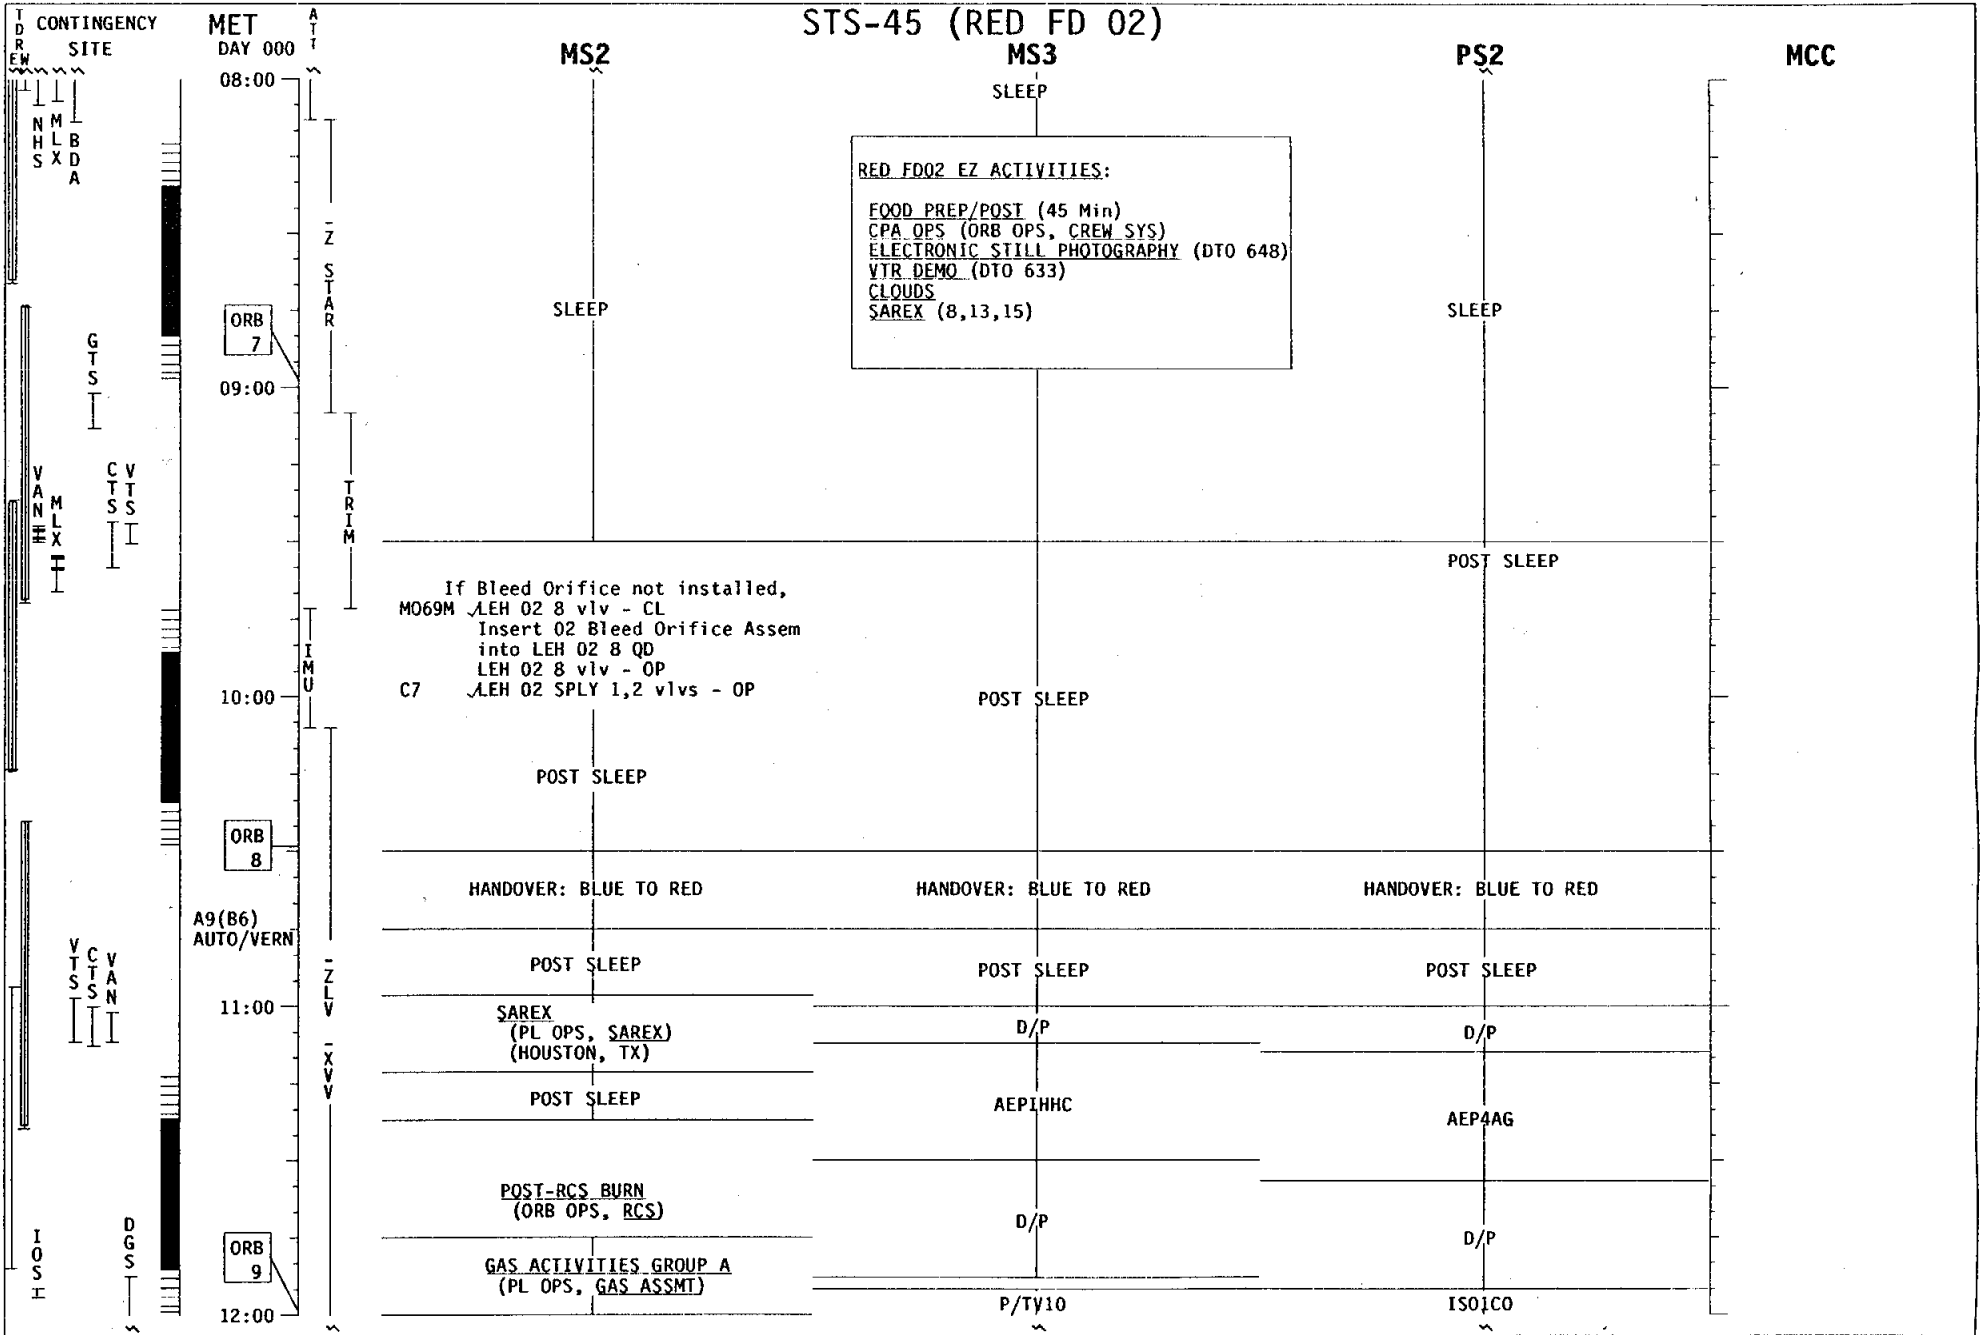 STS-45 (RED FD 02)
TDRE W
CONTINGENCY
SITE
MET
DAY 000
ATT
MS2
MS3
PS2
MCC
08:00
NHS
MLX
BDA
SLEEP
RED FD02 EZ ACTIVITIES:
FOOD PREP/POST (45 Min)
CPA OPS (ORB OPS, CREW SYS)
ELECTRONIC STILL PHOTOGRAPHY (DTO 648)
VTR DEMO (DTO 633)
CLOUDS
SAREX (8,13,15)
-Z STAR
SLEEP
SLEEP
ORB
7
GTS
09:00
VAN
MLX
CTS
VTS
TRIM
POST SLEEP
If Bleed Orifice not installed,
MO69M √LEH 02 8 vlv - CL
Insert 02 Bleed Orifice Assem
into LEH 02 8 QD
LEH 02 8 vlv - OP
C7 √LEH 02 SPLY 1,2 vlvs - OP
IMU
10:00
POST SLEEP
POST SLEEP
ORB
8
HANDOVER: BLUE TO RED
HANDOVER: BLUE TO RED
HANDOVER: BLUE TO RED
A9(B6)
AUTO/VERN
VTS
CTS
VAN
-ZLV -XVV
POST SLEEP
POST SLEEP
POST SLEEP
11:00
SAREX
(PL OPS, SAREX)
(HOUSTON, TX)
D/P
D/P
POST SLEEP
AEP1HHC
AEP4AG
POST-RCS BURN
(ORB OPS, RCS)
D/P
D/P
IOS
DGS
ORB
9
GAS ACTIVITIES GROUP A
(PL OPS, GAS ASSMT)
12:00
P/TV10
ISO1CO